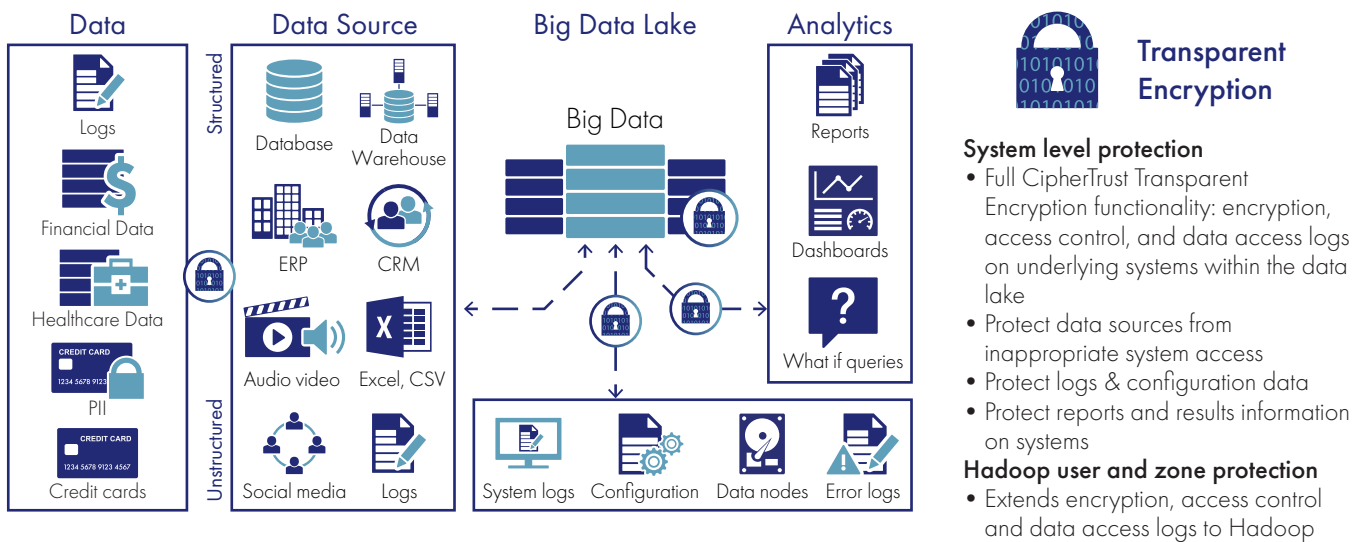 Data
Logs
Financial Data
Healthcare Data
CREDIT CARD
1234 5678 9123
PII
CREDIT CARD
1234 5678 9123 4567
Credit cards
Data Source
Structured
Unstructured
Database
Data
Warehouse
ERP
CRM
Audio video
X
Excel, CSV
Social media
Logs
Big Data Lake
Big Data
System logs
Configuration
Data nodes
Error logs
Analytics
Reports
Dashboards
?
What if queries
Transparent
Encryption
System level protection
• Full CipherTrust Transparent
Encryption functionality: encryption,
access control, and data access logs
on underlying systems within the data
lake
• Protect data sources from
inappropriate system access
• Protect logs & configuration data
• Protect reports and results information
on systems
Hadoop user and zone protection
• Extends encryption, access control
and data access logs to Hadoop